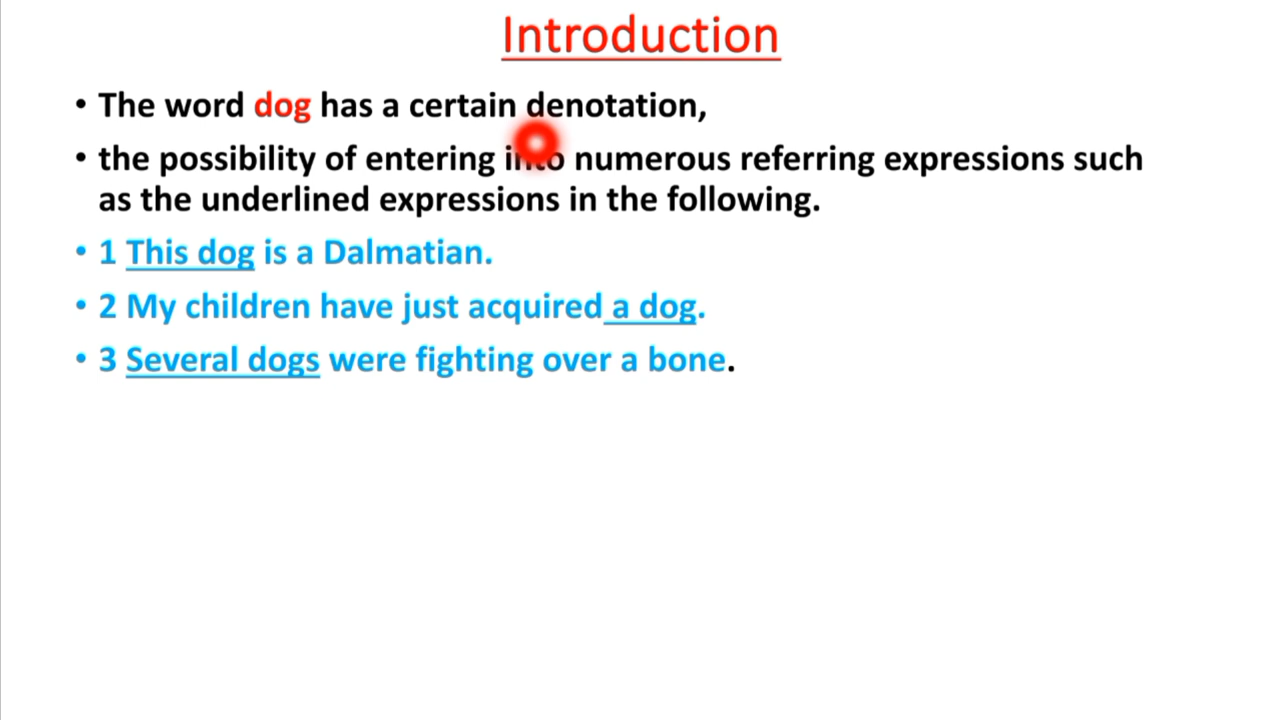 Introduction
• The word dog has a certain denotation,
• the possibility of entering into numerous referring expressions such
as the underlined expressions in the following.
• 1 This dog is a Dalmatian.
• 2 My children have just acquired a dog.
• 3 Several dogs were fighting over a bone.